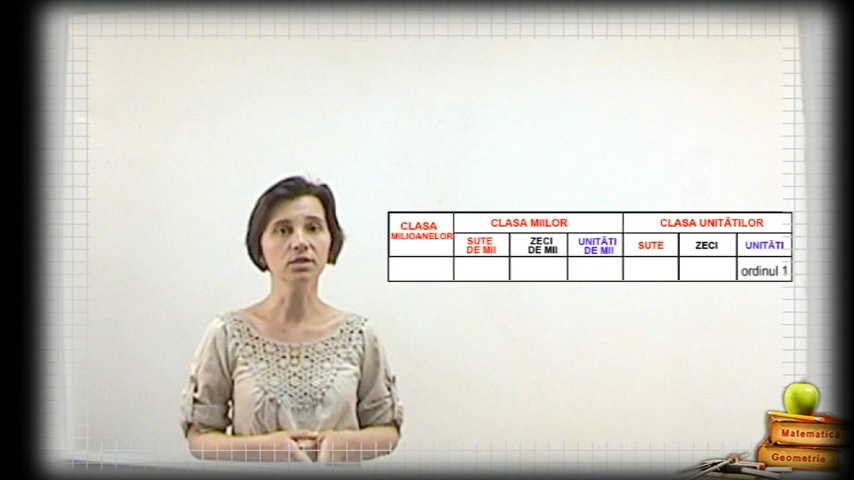 CLASA MILIOANELOR
CLASA MIILOR
CLASA UNITĂȚILOR
SUTE DE MII
ZECI DE MII
UNITĂȚI DE MII
SUTE
ZECI
UNITĂȚI
ordinul 1
Matematică
Geometrie